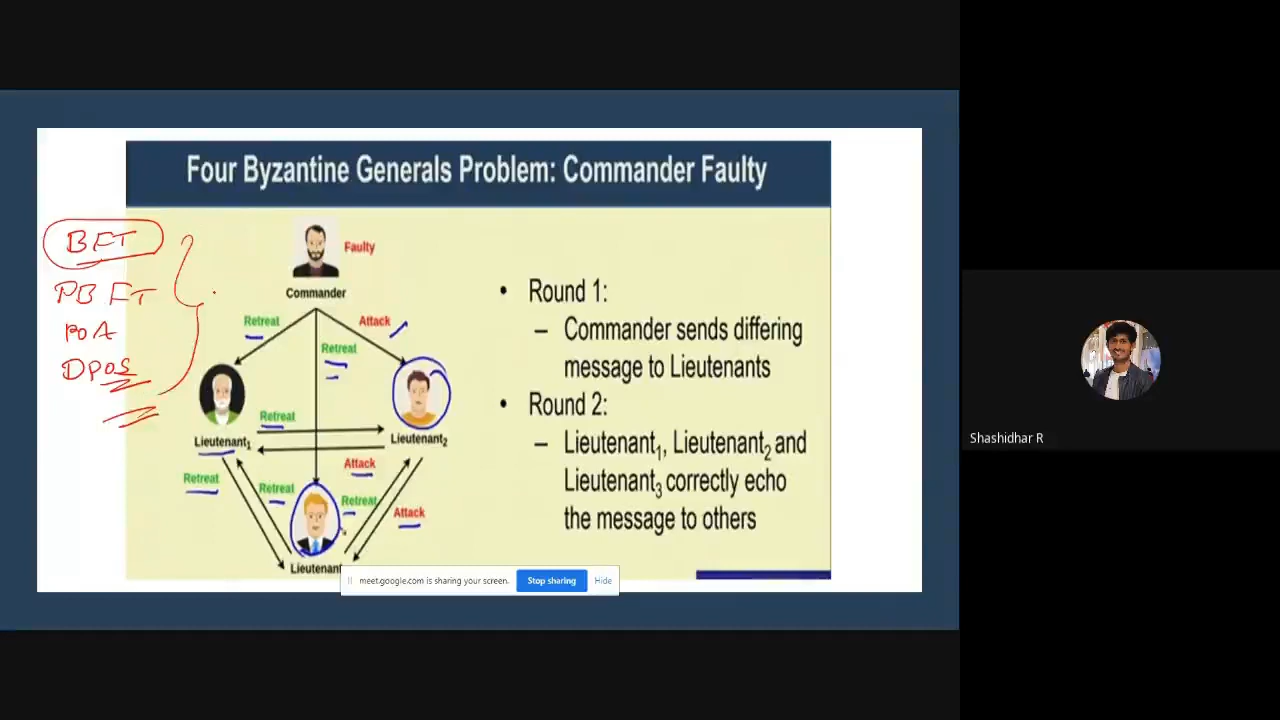 Four Byzantine Generals Problem: Commander Faulty
BFT
PBFT
POA
DPOS
Faulty
Commander
Retreat
Attack
Retreat
Retreat
Lieutenant1
Lieutenant2
Attack
Retreat
Retreat
Retreat
Attack
Lieutenant
• Round 1:
– Commander sends differing
message to Lieutenants
• Round 2:
– Lieutenant1, Lieutenant2 and
Lieutenant3 correctly echo
the message to others
meet.google.com is sharing your screen.
Stop sharing
Hide
Shashidhar R